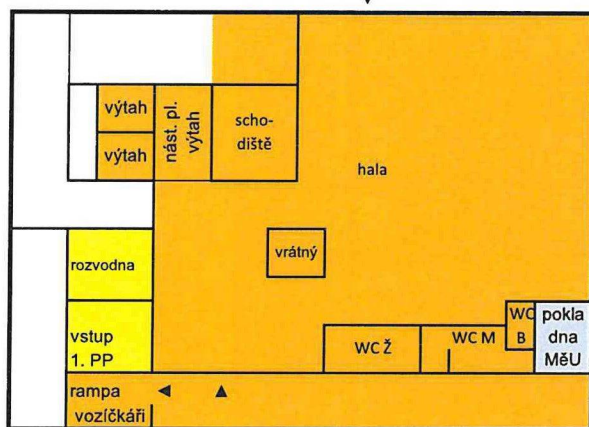 výtah
výtah
nást. pl.
výtah
scho-
diště
hala
vrátný
rozvodna
vstup
1. PP
WC Ž
WC M
WC
B
pokla
dna
MěÚ
rampa
vozíčkáři